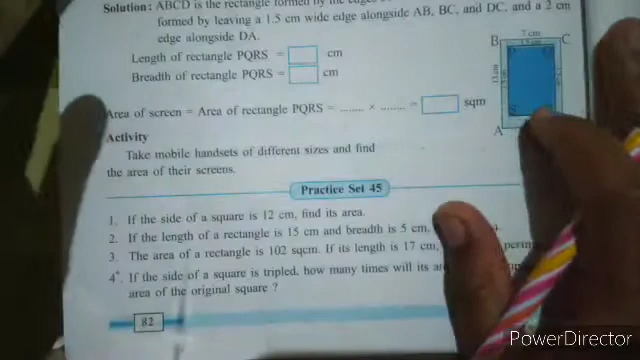 Solution: ABCD is the rectangle formed by the edges
formed by leaving a 1.5 cm wide edge alongside AB, BC, and DC, and a 2 cm
edge alongside DA.
Length of rectangle PQRS = cm
Breadth of rectangle PQRS = cm
B 7 cm C
1.5 cm
13 cm
S
A
Area of screen = Area of rectangle PQRS = ........ × ........ = sqm
Activity
Take mobile handsets of different sizes and find
the area of their screens.
Practice Set 45
1. If the side of a square is 12 cm, find its area.
2. If the length of a rectangle is 15 cm and breadth is 5 cm,
3. The area of a rectangle is 102 sqcm. If its length is 17 cm,
4*. If the side of a square is tripled, how many times will its
area of the original square ?
82
PowerDirector